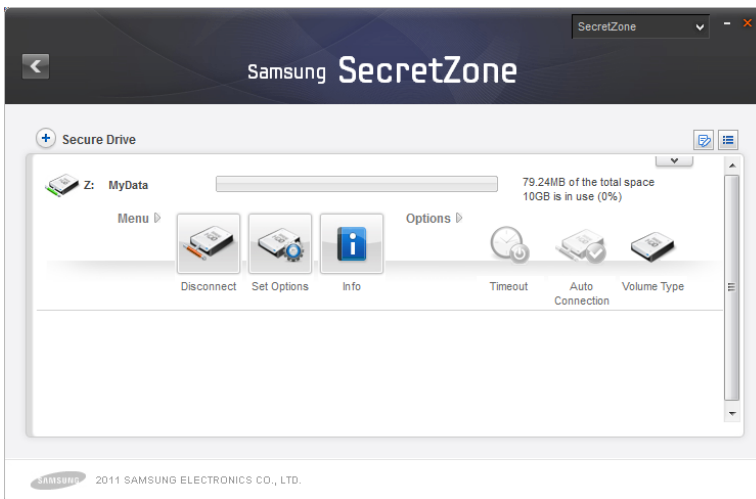 SecretZone
Samsung SecretZone
Secure Drive
Z: MyData
79.24MB of the total space
10GB is in use (0%)
Menu
Options
Disconnect
Set Options
Info
Timeout
Auto
Connection
Volume Type
SAMSUNG 2011 SAMSUNG ELECTRONICS CO., LTD.